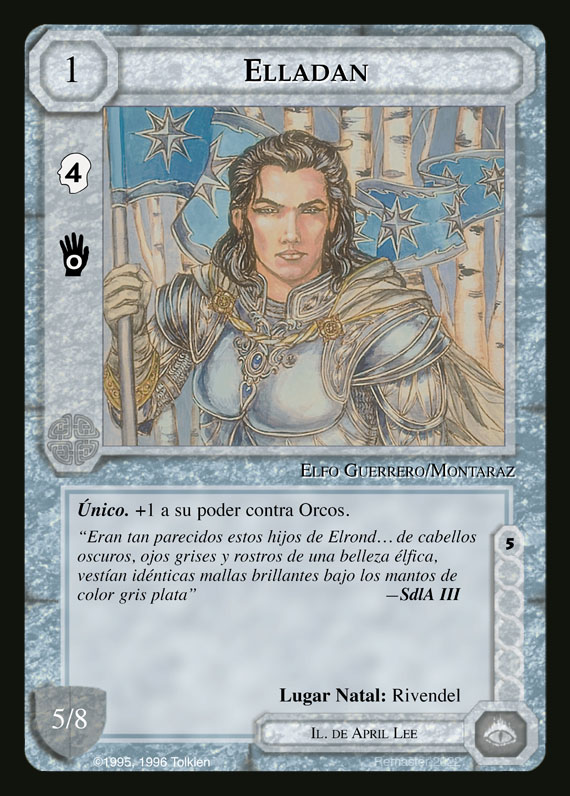 1
ELLADAN
4
0
ELFO GUERRERO/MONTARAZ
Único. +1 a su poder contra Orcos.
“Eran tan parecidos estos hijos de Elrond… de cabellos
oscuros, ojos grises y rostros de una belleza élfica,
vestían idénticas mallas brillantes bajo los mantos de
color gris plata” —SdlA III
5
Lugar Natal: Rivendel
5/8
IL. DE APRIL LEE
©1995, 1996 Tolkien
Remaster 2022